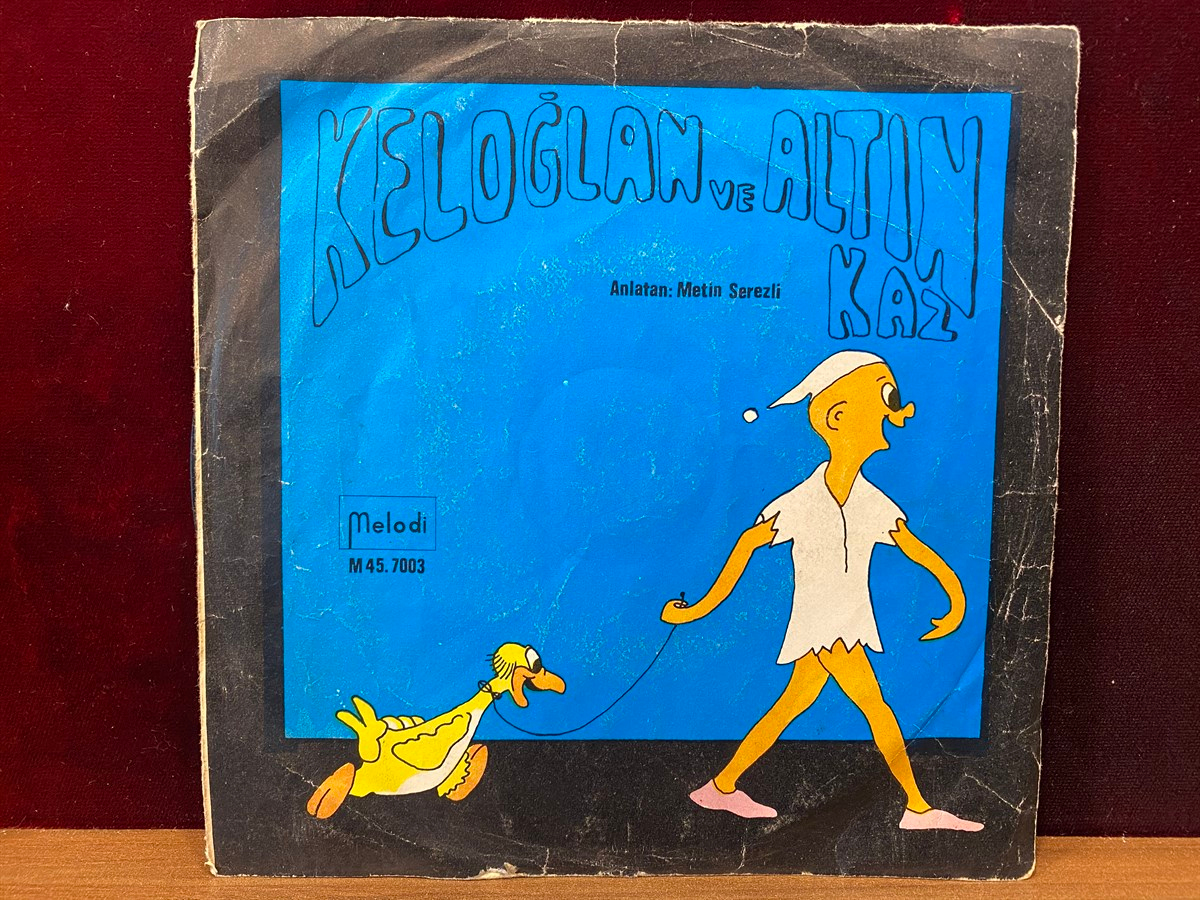 KELOĞLAN VE ALTIN
KAZ
Anlatan: Metin Serezli
Melodi
M 45.7003